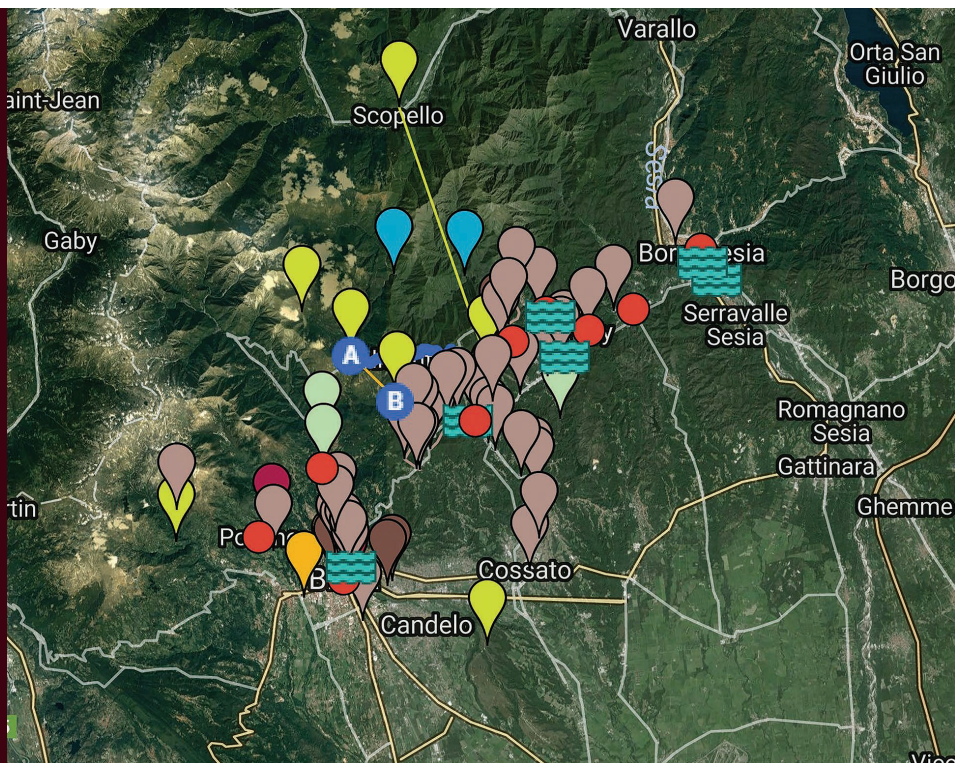 Varallo
Orta San
Giulio
aint-Jean
Scopello
Sesia
Gaby
Borgo
Serravalle
Sesia
Romagnano
Sesia
Gattinara
rtin
Ghemme
A
B
Cossato
Candelo